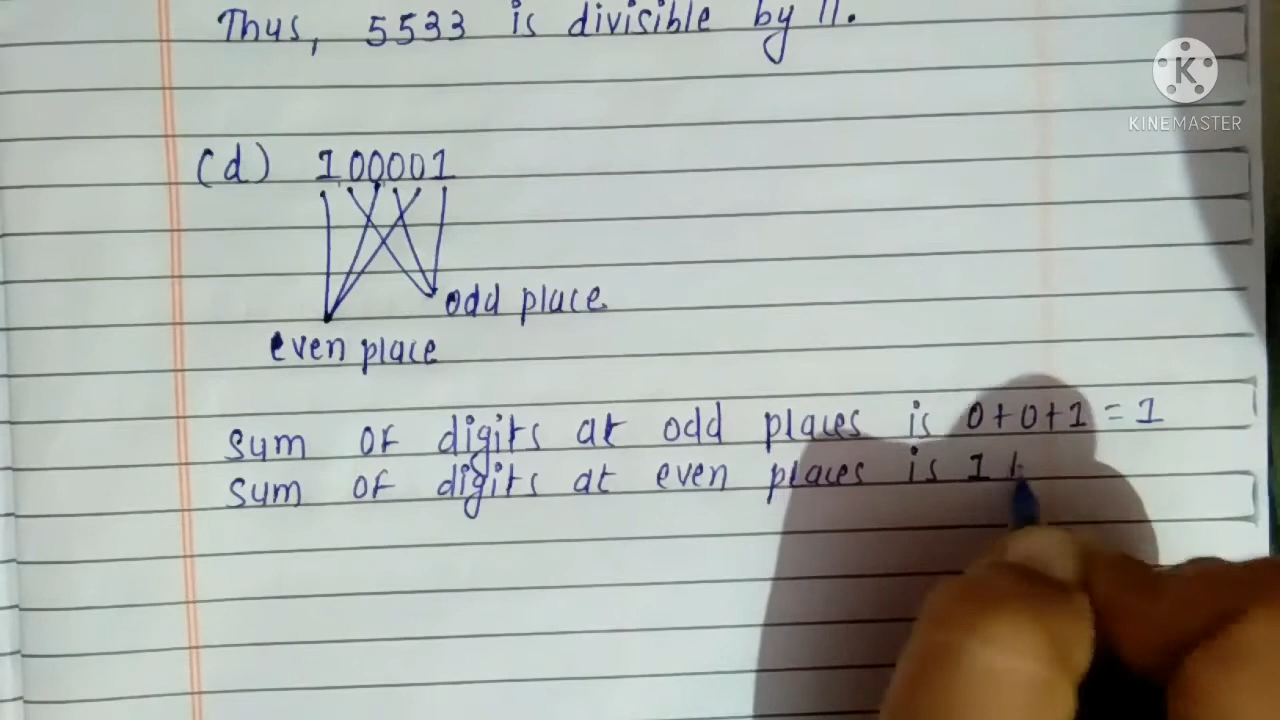 Thus, 5533 is divisible by 11.
KINEMASTER
(d) 100001
odd place
even place
Sum of digits at odd places is 0+0+1 = 1
Sum of digits at even places is 1